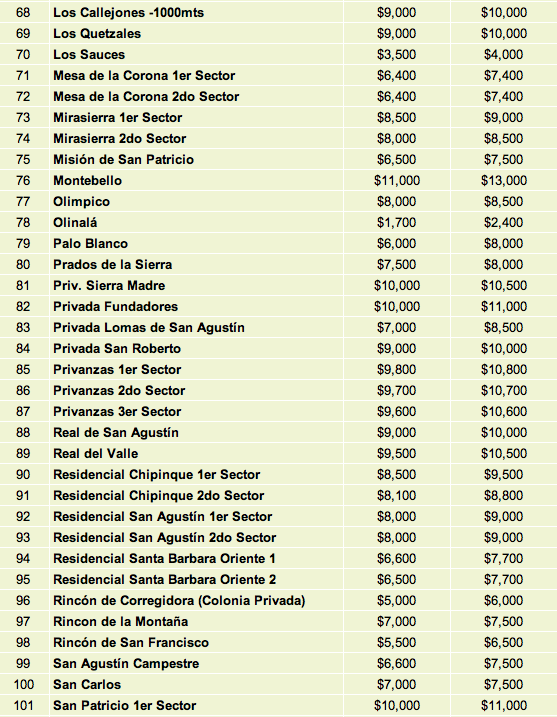 68 Los Callejones -1000mts $9,000 $10,000
69 Los Quetzales $9,000 $10,000
70 Los Sauces $3,500 $4,000
71 Mesa de la Corona 1er Sector $6,400 $7,400
72 Mesa de la Corona 2do Sector $6,400 $7,400
73 Mirasierra 1er Sector $8,500 $9,000
74 Mirasierra 2do Sector $8,000 $8,500
75 Misión de San Patricio $6,500 $7,500
76 Montebello $11,000 $13,000
77 Olimpico $8,000 $8,500
78 Olinalá $1,700 $2,400
79 Palo Blanco $6,000 $8,000
80 Prados de la Sierra $7,500 $8,000
81 Priv. Sierra Madre $10,000 $10,500
82 Privada Fundadores $10,000 $11,000
83 Privada Lomas de San Agustín $7,000 $8,500
84 Privada San Roberto $9,000 $10,000
85 Privanzas 1er Sector $9,800 $10,800
86 Privanzas 2do Sector $9,700 $10,700
87 Privanzas 3er Sector $9,600 $10,600
88 Real de San Agustín $9,000 $10,000
89 Real del Valle $9,500 $10,500
90 Residencial Chipinque 1er Sector $8,500 $9,500
91 Residencial Chipinque 2do Sector $8,100 $8,800
92 Residencial San Agustín 1er Sector $8,000 $9,000
93 Residencial San Agustín 2do Sector $8,000 $9,000
94 Residencial Santa Barbara Oriente 1 $6,600 $7,700
95 Residencial Santa Barbara Oriente 2 $6,500 $7,700
96 Rincón de Corregidora (Colonia Privada) $5,000 $6,000
97 Rincon de la Montaña $7,000 $7,500
98 Rincón de San Francisco $5,500 $6,500
99 San Agustín Campestre $6,600 $7,500
100 San Carlos $7,000 $7,500
101 San Patricio 1er Sector $10,000 $11,000